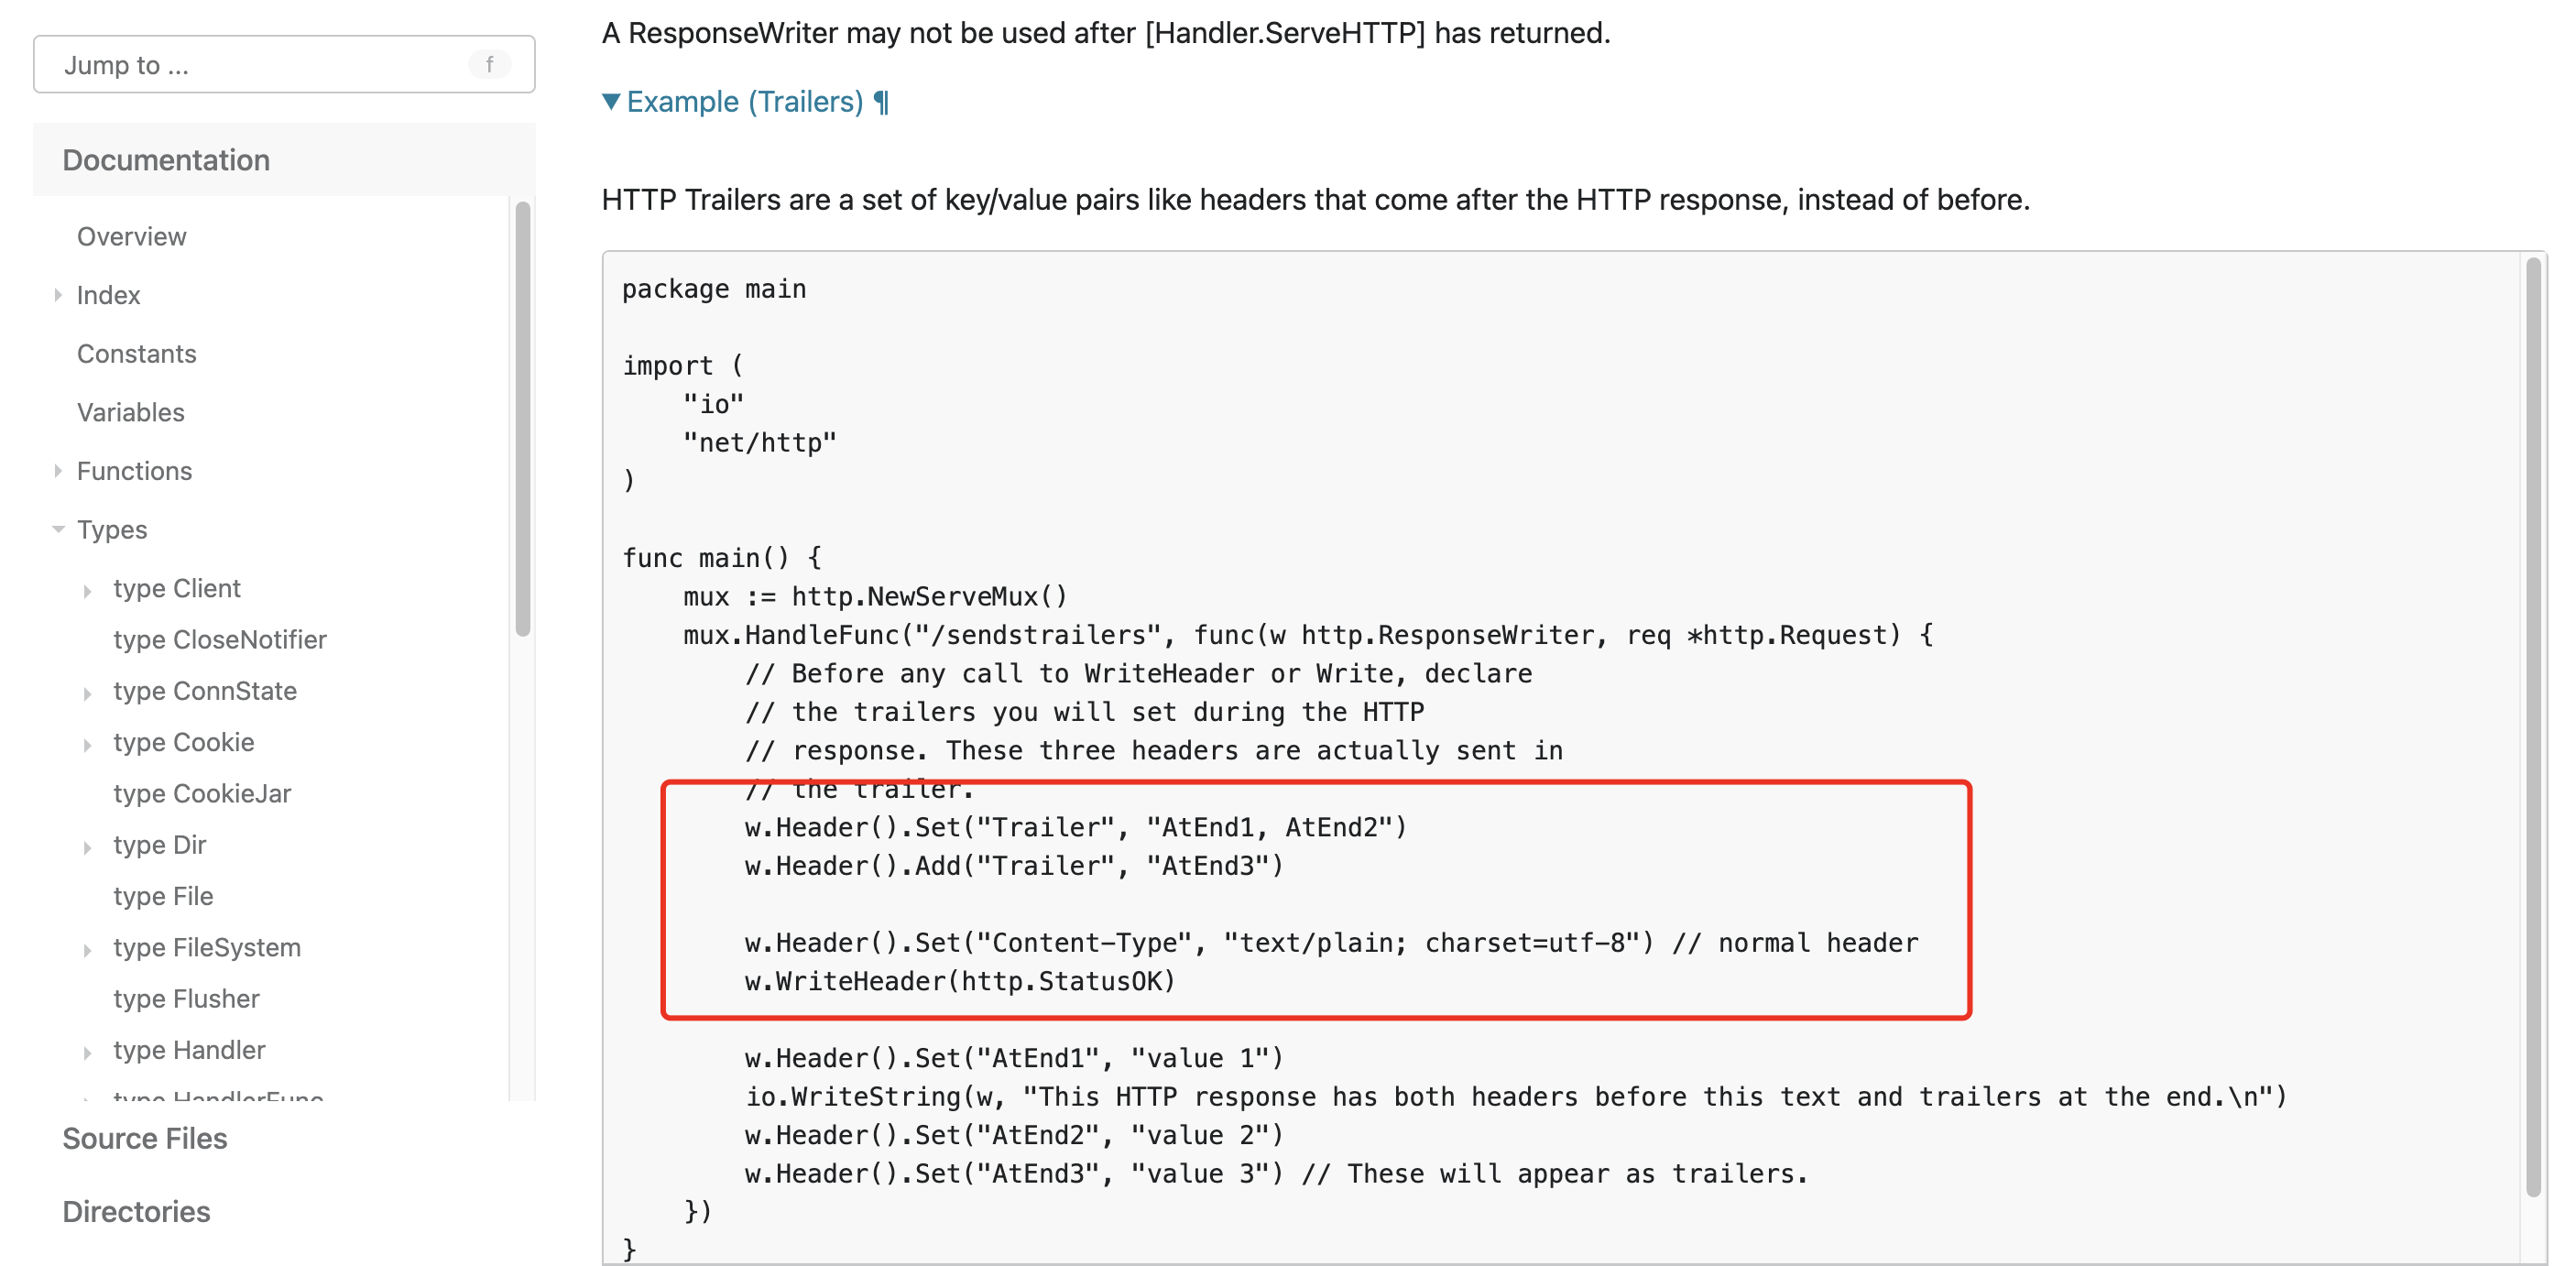 Jump to ...
f
Documentation
Overview
Index
Constants
Variables
Functions
Types
type Client
type CloseNotifier
type ConnState
type Cookie
type CookieJar
type Dir
type File
type FileSystem
type Flusher
type Handler
type HandlerFunc
Source Files
Directories
A ResponseWriter may not be used after [Handler.ServeHTTP] has returned.
▼ Example (Trailers) ¶
HTTP Trailers are a set of key/value pairs like headers that come after the HTTP response, instead of before.
package main
import (
"io"
"net/http"
)
func main() {
mux := http.NewServeMux()
mux.HandleFunc("/sendstrailers", func(w http.ResponseWriter, req *http.Request) {
// Before any call to WriteHeader or Write, declare
// the trailers you will set during the HTTP
// response. These three headers are actually sent in
// the trailer.
w.Header().Set("Trailer", "AtEnd1, AtEnd2")
w.Header().Add("Trailer", "AtEnd3")
w.Header().Set("Content-Type", "text/plain; charset=utf-8") // normal header
w.WriteHeader(http.StatusOK)
w.Header().Set("AtEnd1", "value 1")
io.WriteString(w, "This HTTP response has both headers before this text and trailers at the end.\n")
w.Header().Set("AtEnd2", "value 2")
w.Header().Set("AtEnd3", "value 3") // These will appear as trailers.
})
}